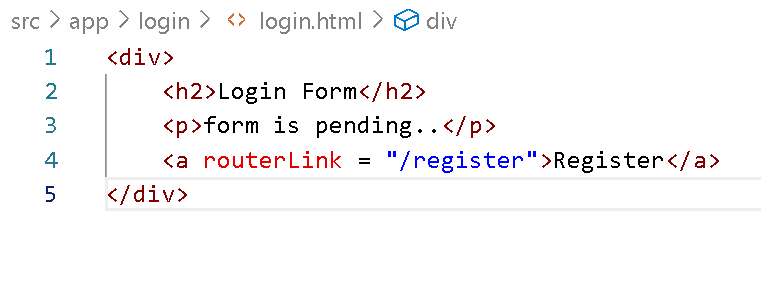 src > app > login > <> login.html > div
1 <div>
2     <h2>Login Form</h2>
3     <p>form is pending..</p>
4     <a routerLink = "/register">Register</a>
5 </div>